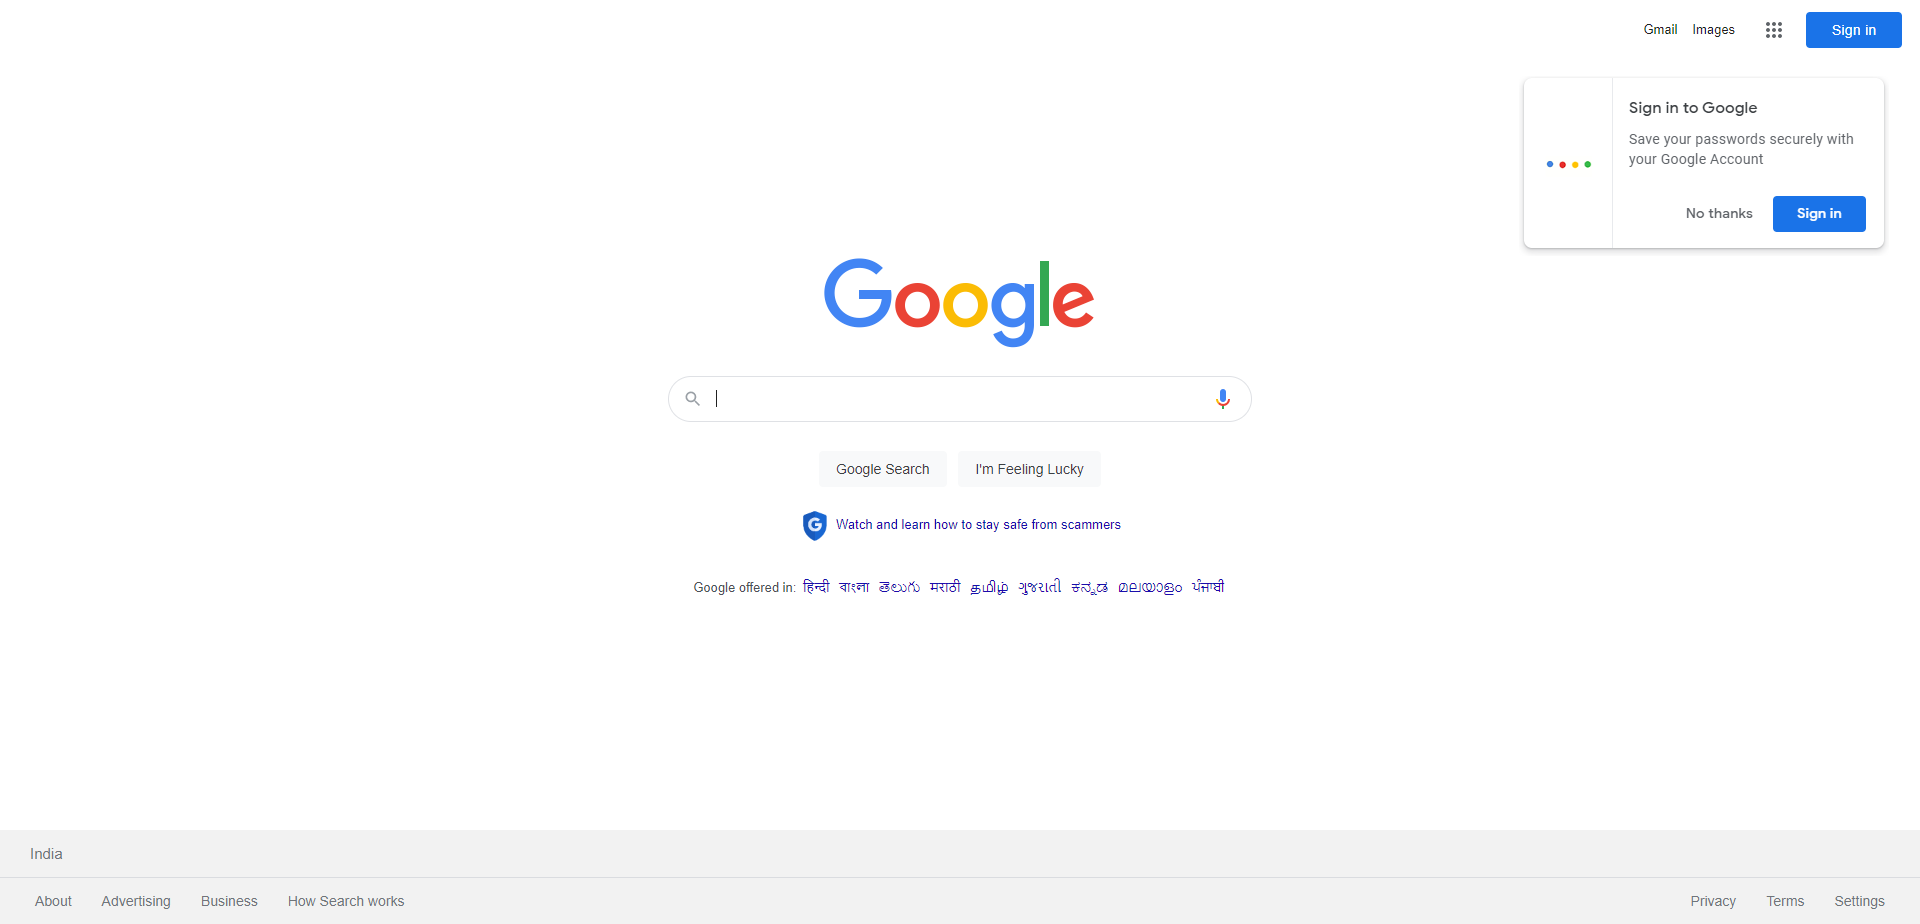 Gmail Images Sign in
Sign in to Google
Save your passwords securely with
your Google Account
No thanks Sign in
Google
Google Search I'm Feeling Lucky
G Watch and learn how to stay safe from scammers
Google offered in: हिन्दी বাংলা తెలుగు मराठी தமிழ் ગુજરાતી ಕನ್ನಡ മലയാളം ਪੰਜਾਬੀ
India
About Advertising Business How Search works Privacy Terms Settings